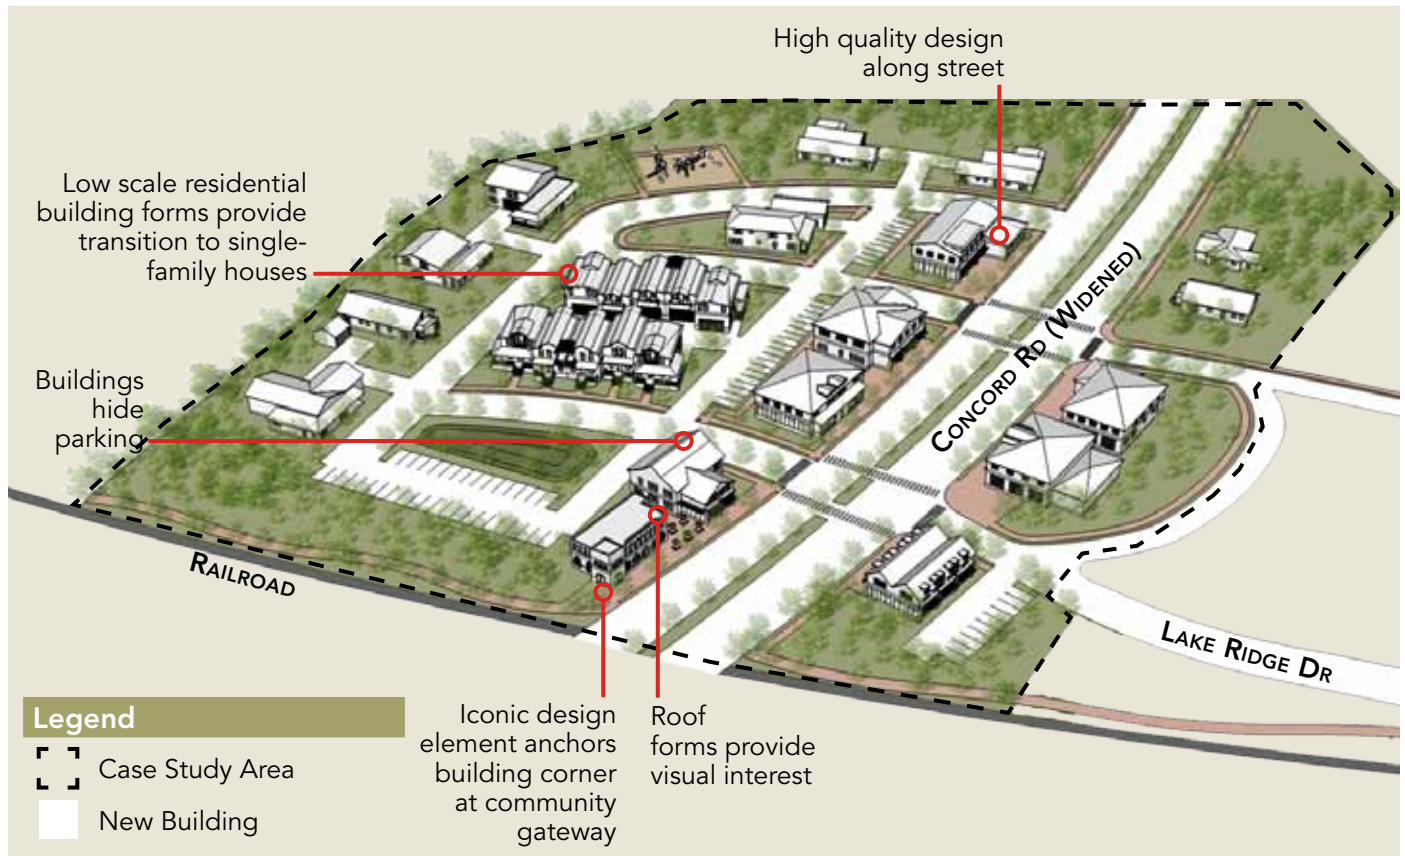 High quality design
along street
Low scale residential
building forms provide
transition to single-
family houses
Buildings
hide
parking
CONCORD RD (WIDENED)
RAILROAD
LAKE RIDGE DR
Iconic design
element anchors
building corner
at community
gateway
Roof
forms provide
visual interest
Legend
Case Study Area
New Building